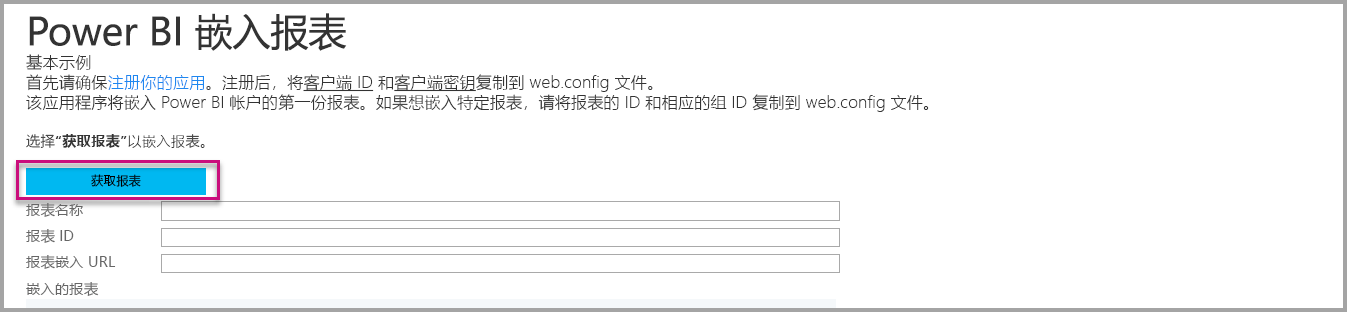 Power BI 嵌入报表
基本示例
首先请确保注册你的应用。注册后，将客户端 ID 和客户端密钥复制到 web.config 文件。
该应用程序将嵌入 Power BI 帐户的第一份报表。如果想嵌入特定报表，请将报表的 ID 和相应的组 ID 复制到 web.config 文件。
选择“获取报表”以嵌入报表。
获取报表
报表名称
报表 ID
报表嵌入 URL
嵌入的报表